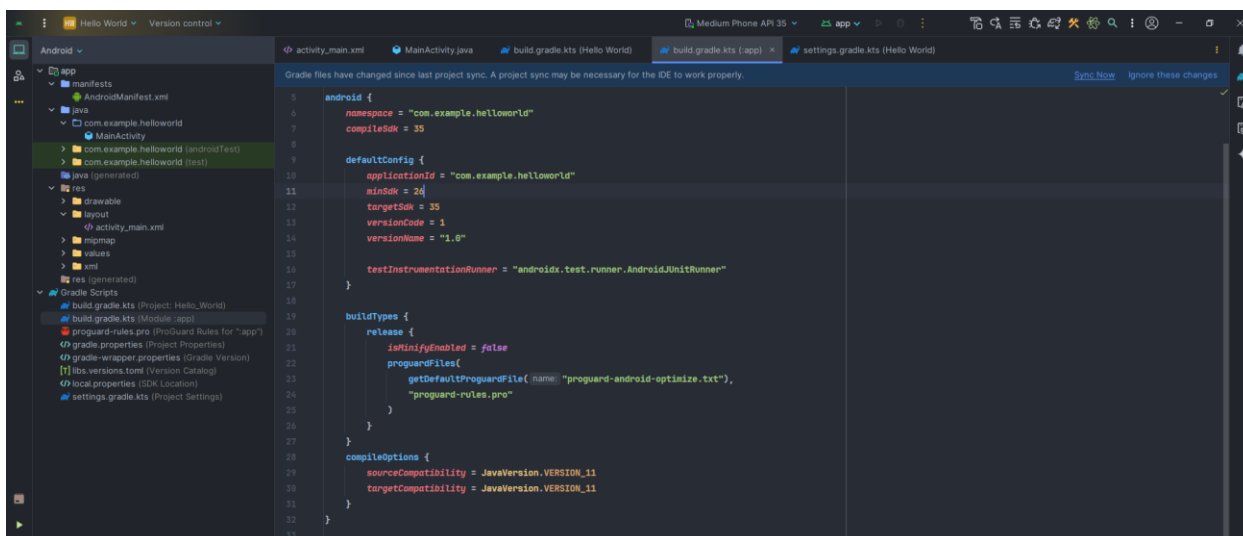 HW Hello World Version control Medium Phone API 35 app
Android
activity_main.xml MainActivity.java build.gradle.kts (Hello World) build.gradle.kts (:app) settings.gradle.kts (Hello World)
Gradle files have changed since last project sync. A project sync may be necessary for the IDE to work properly. Sync Now Ignore these changes
app
manifests
AndroidManifest.xml
java
com.example.helloworld
MainActivity
com.example.helloworld (androidTest)
com.example.helloworld (test)
java (generated)
res
drawable
layout
activity_main.xml
mipmap
values
xml
res (generated)
Gradle Scripts
build.gradle.kts (Project: Hello_World)
build.gradle.kts (Module :app)
proguard-rules.pro (ProGuard Rules for ":app")
gradle.properties (Project Properties)
gradle-wrapper.properties (Gradle Version)
libs.versions.toml (Version Catalog)
local.properties (SDK Location)
settings.gradle.kts (Project Settings)
5 android {
6 namespace = "com.example.helloworld"
7 compileSdk = 35
8
9 defaultConfig {
10 applicationId = "com.example.helloworld"
11 minSdk = 26
12 targetSdk = 35
13 versionCode = 1
14 versionName = "1.0"
15
16 testInstrumentationRunner = "androidx.test.runner.AndroidJUnitRunner"
17 }
18
19 buildTypes {
20 release {
21 isMinifyEnabled = false
22 proguardFiles(
23 getDefaultProguardFile( name: "proguard-android-optimize.txt"),
24 "proguard-rules.pro"
25 )
26 }
27 }
28 compileOptions {
29 sourceCompatibility = JavaVersion.VERSION_11
30 targetCompatibility = JavaVersion.VERSION_11
31 }
32 }
33